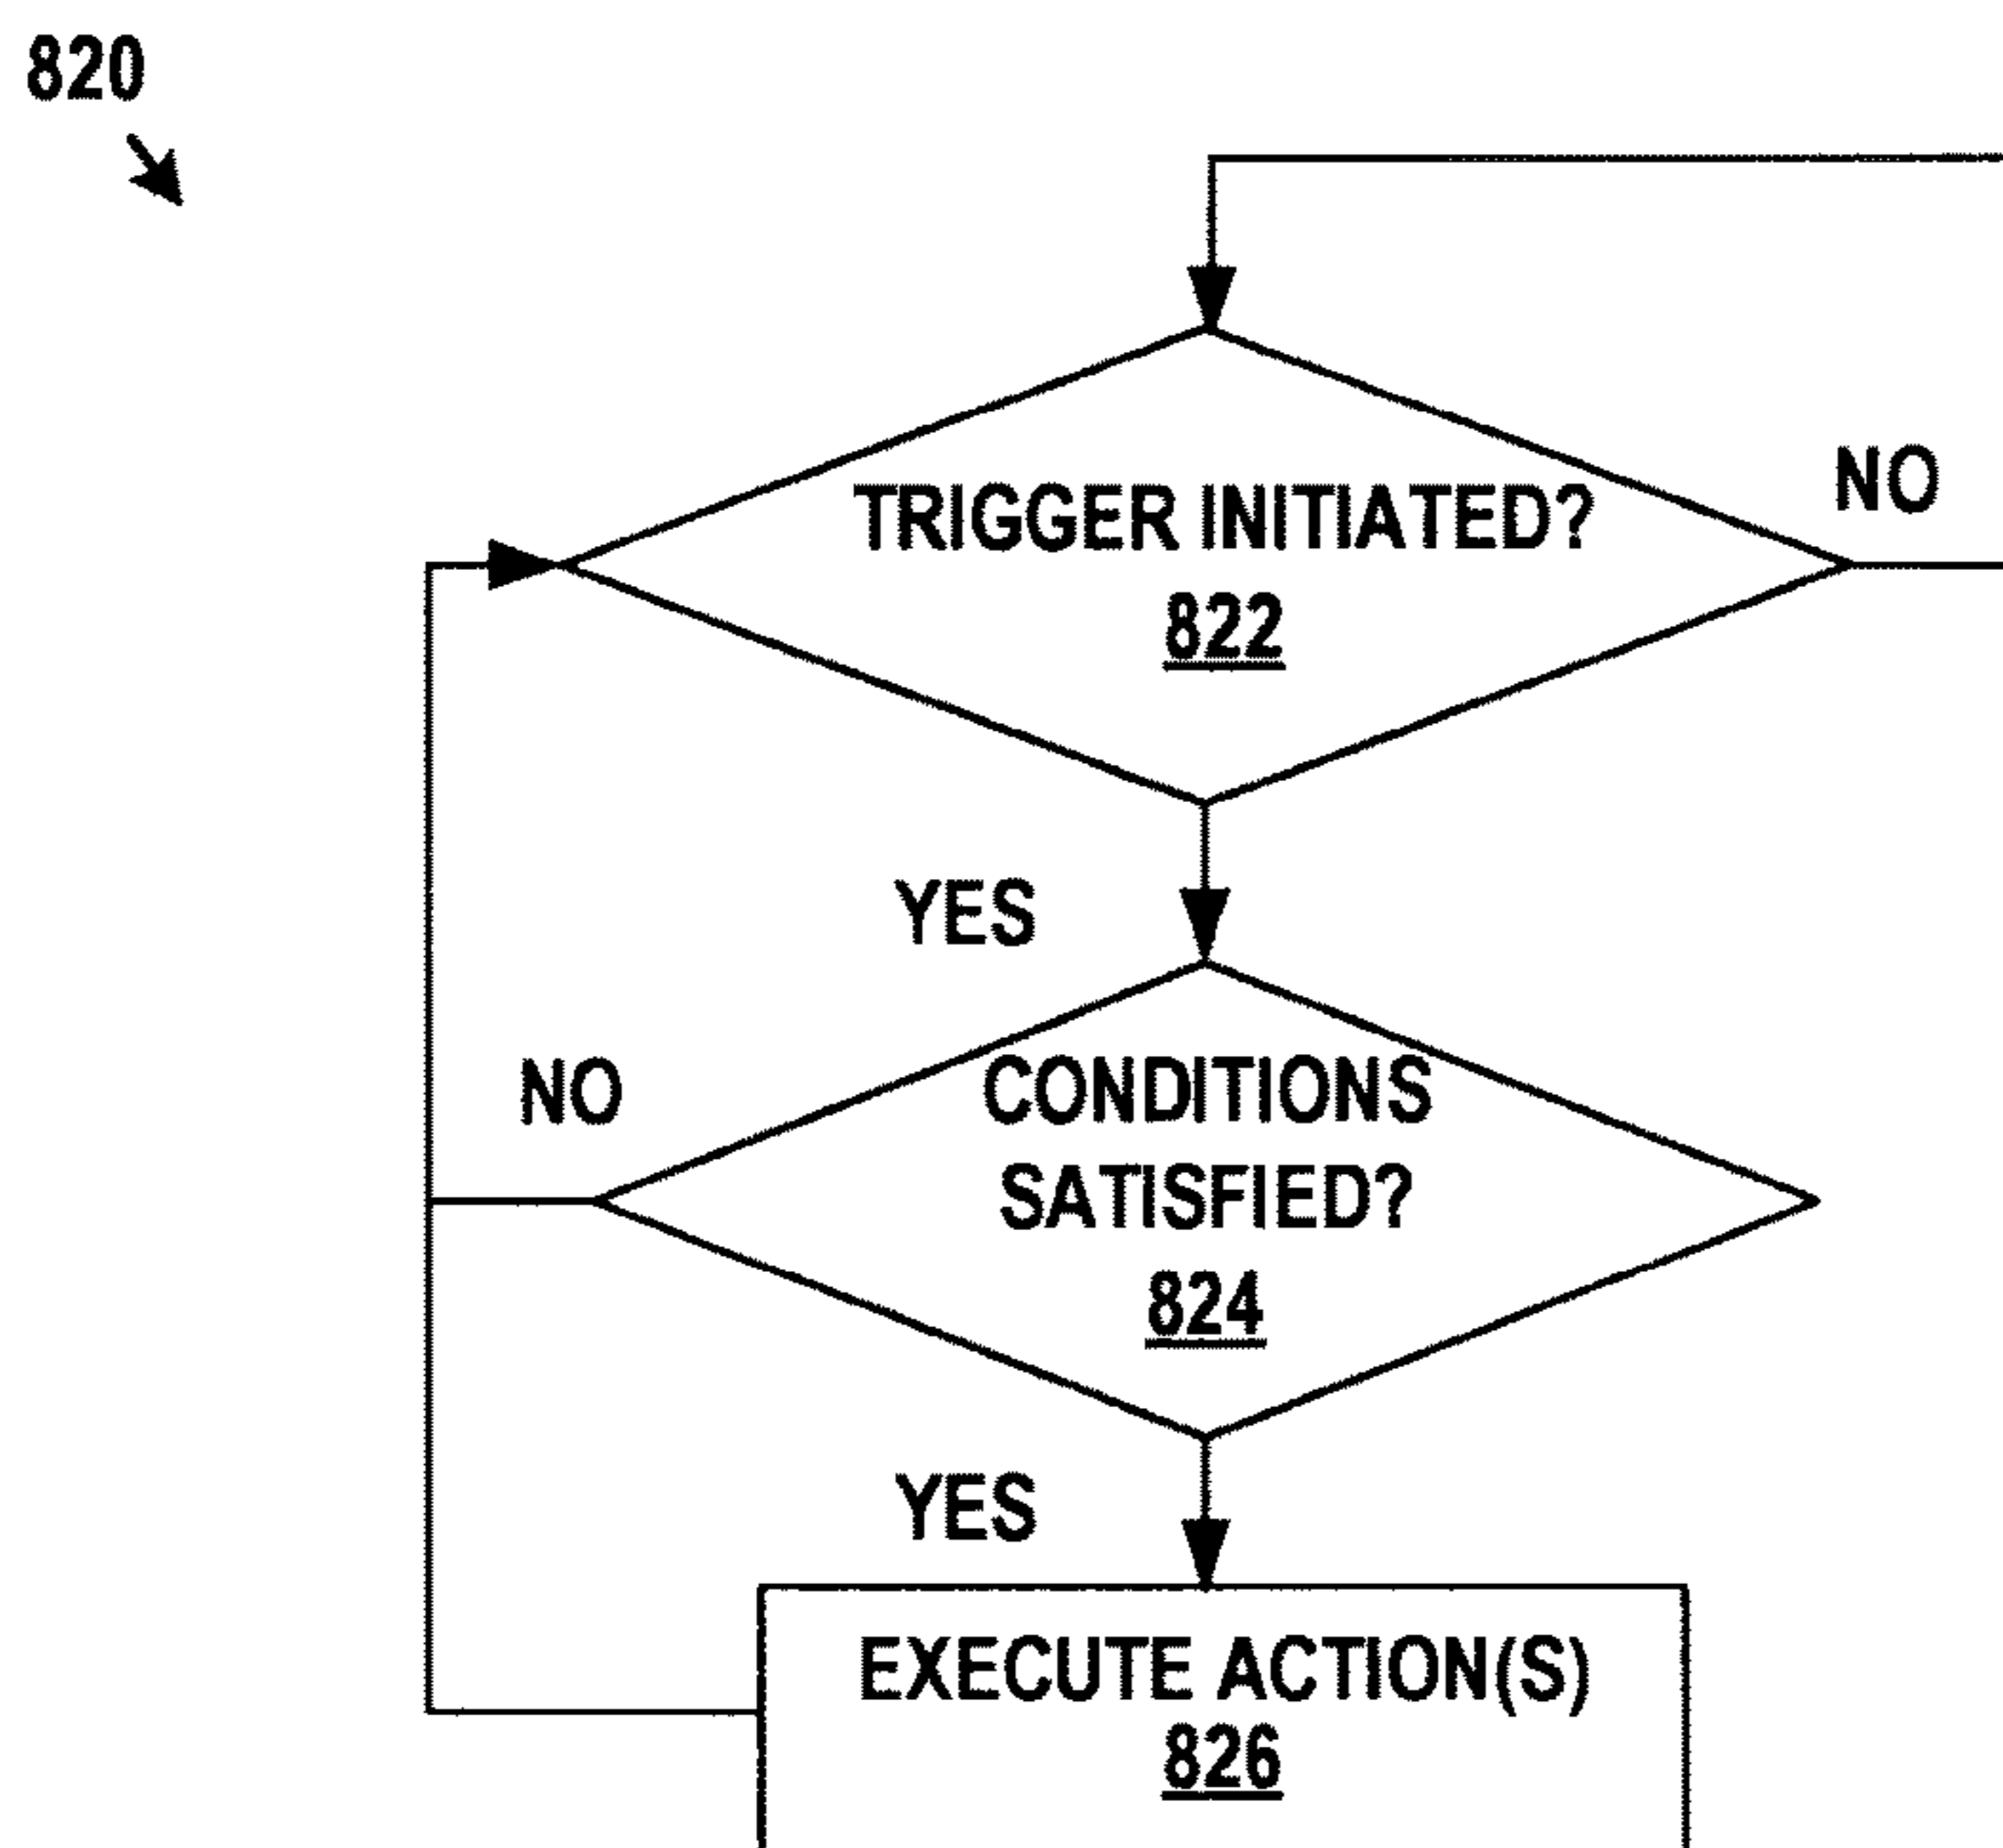 820
TRIGGER INITIATED?
822
NO
YES
CONDITIONS
SATISFIED?
824
NO
YES
EXECUTE ACTION(S)
826